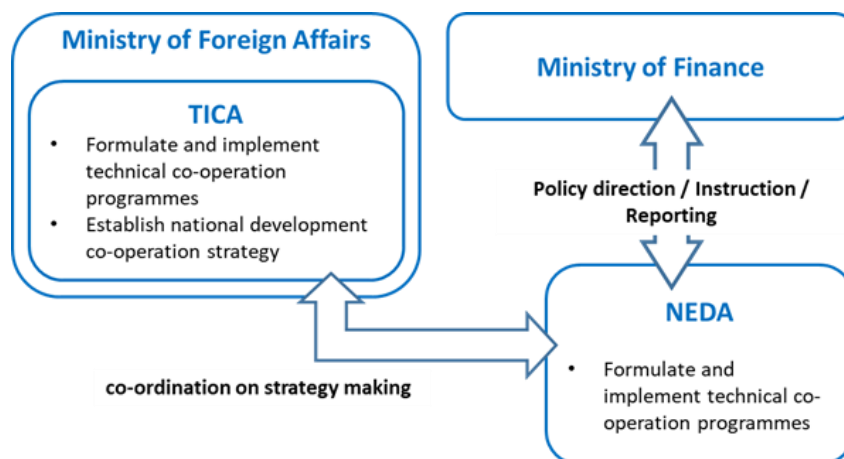 Ministry of Foreign Affairs
TICA
• Formulate and implement
technical co-operation
programmes
• Establish national development
co-operation strategy
Ministry of Finance
Policy direction / Instruction /
Reporting
NEDA
• Formulate and
implement technical co-
operation programmes
co-ordination on strategy making